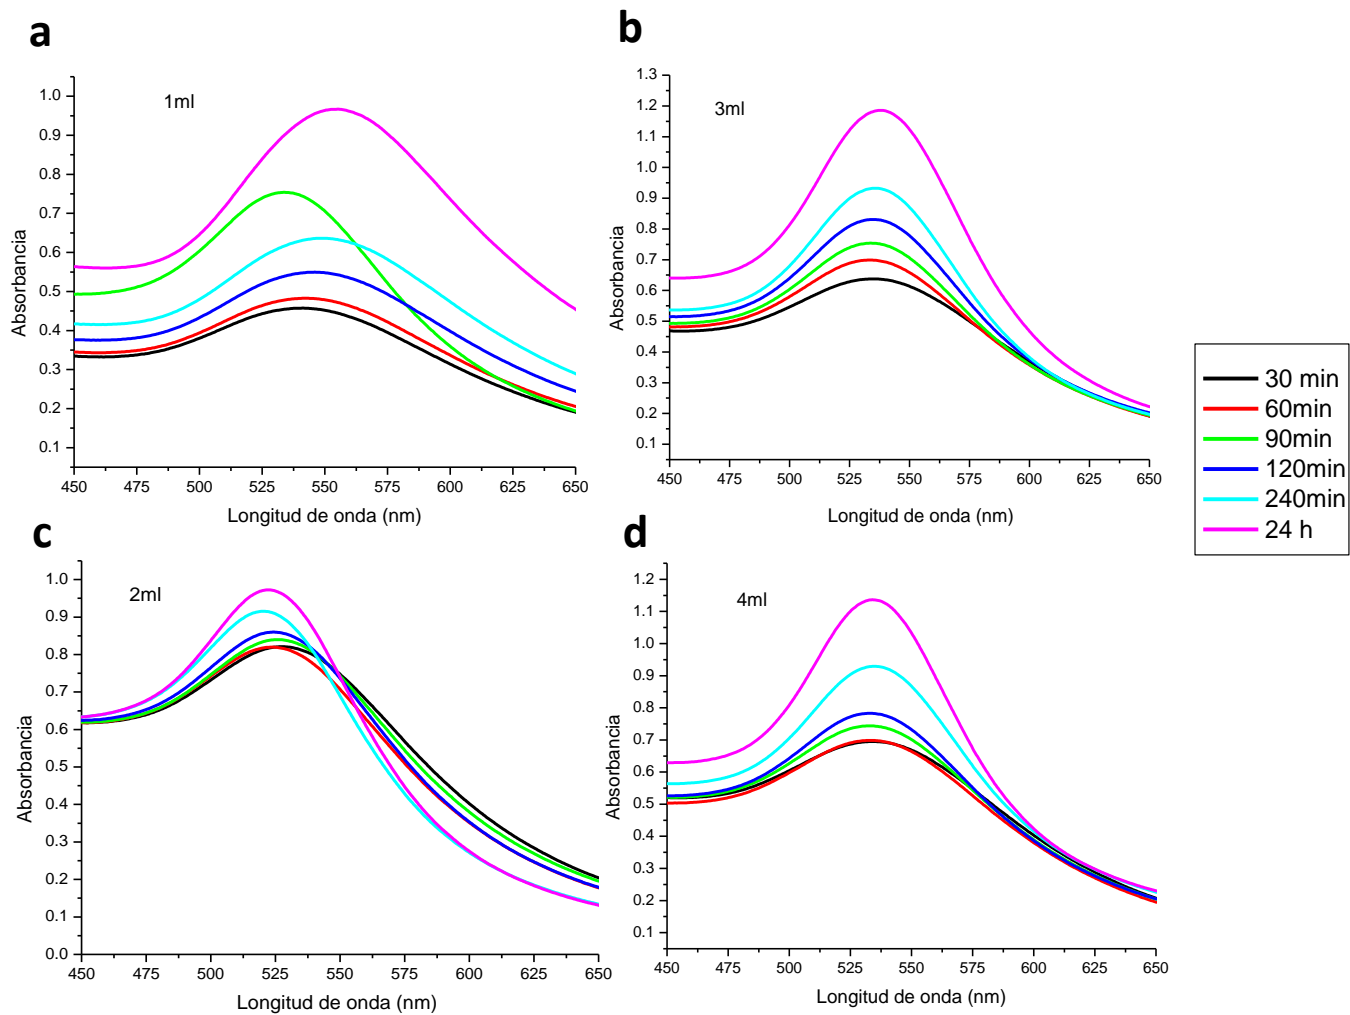 a
1ml
1.0
0.9
0.8
0.7
0.6
0.5
0.4
0.3
0.2
0.1
Absorbancia
450 475 500 525 550 575 600 625 650
Longitud de onda (nm)
b
3ml
1.3
1.2
1.1
1.0
0.9
0.8
0.7
0.6
0.5
0.4
0.3
0.2
0.1
Absorbancia
450 475 500 525 550 575 600 625 650
Longitud de onda (nm)
30 min
60min
90min
120min
240min
24 h
c
2ml
1.0
0.9
0.8
0.7
0.6
0.5
0.4
0.3
0.2
0.1
0.0
Absorbancia
450 475 500 525 550 575 600 625 650
Longitud de onda (nm)
d
4ml
1.2
1.1
1.0
0.9
0.8
0.7
0.6
0.5
0.4
0.3
0.2
0.1
Absorbancia
450 475 500 525 550 575 600 625 650
Longitud de onda (nm)